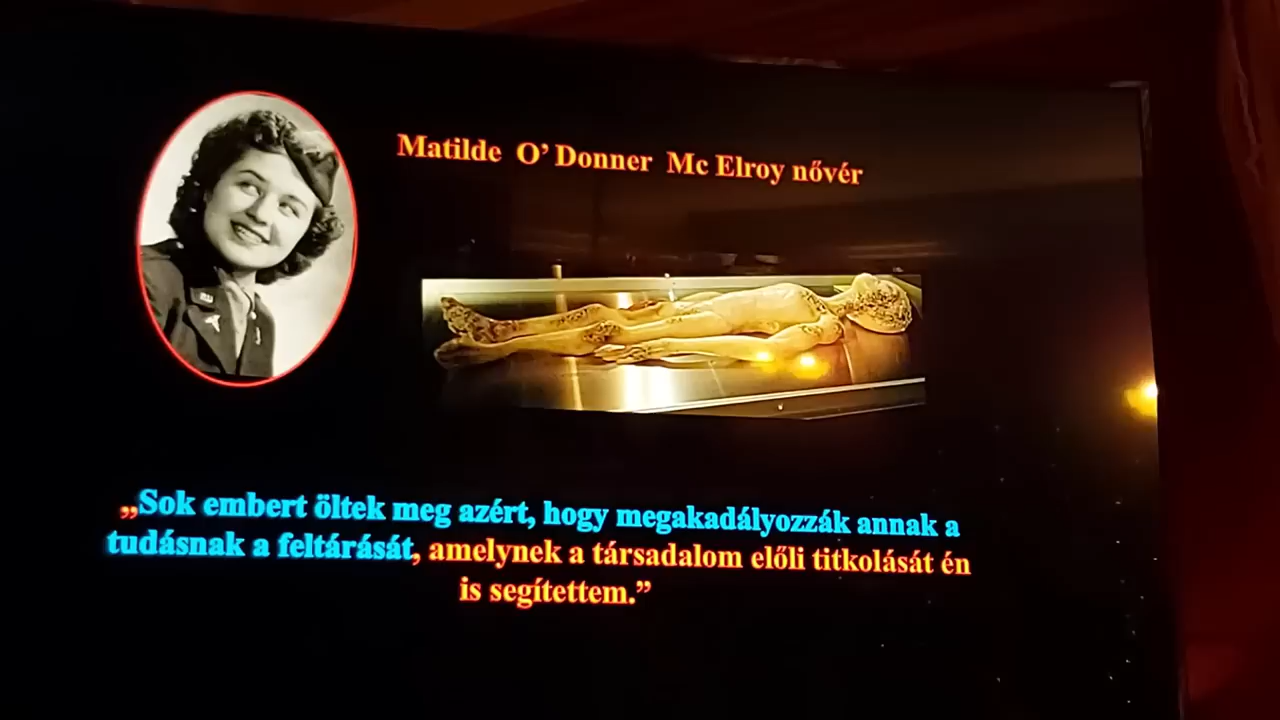 Matilde O’ Donner Mc Elroy nővér
„Sok embert öltek meg azért, hogy megakadályozzák annak a
tudásnak a feltárását, amelynek a társadalom előli titkolását én
is segítettem.”